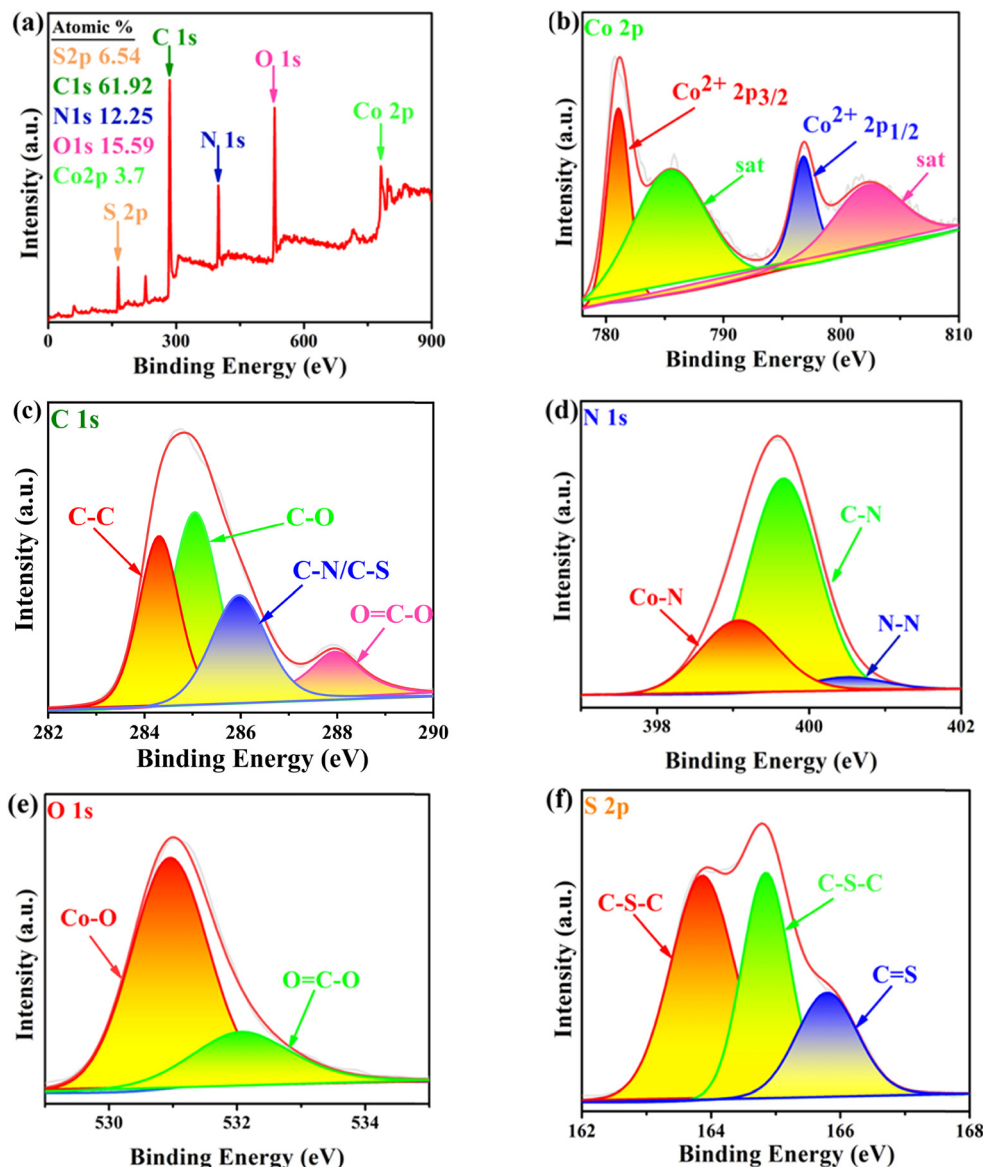 (a)
Atomic %
S2p 6.54
C1s 61.92
N1s 12.25
O1s 15.59
Co2p 3.7
C 1s
O 1s
N 1s
Co 2p
S 2p
Intensity (a.u.)
0 300 600 900
Binding Energy (eV)
(b)
Co 2p
Co2+ 2p3/2
Co2+ 2p1/2
sat
sat
Intensity (a.u.)
780 790 800 810
Binding Energy (eV)
(c)
C 1s
C-C
C-O
C-N/C-S
O=C-O
Intensity (a.u.)
282 284 286 288 290
Binding Energy (eV)
(d)
N 1s
C-N
Co-N
N-N
Intensity (a.u.)
398 400 402
Binding Energy (eV)
(e)
O 1s
Co-O
O=C-O
Intensity (a.u.)
530 532 534
Binding Energy (eV)
(f)
S 2p
C-S-C
C-S-C
C=S
Intensity (a.u.)
162 164 166 168
Binding Energy (eV)